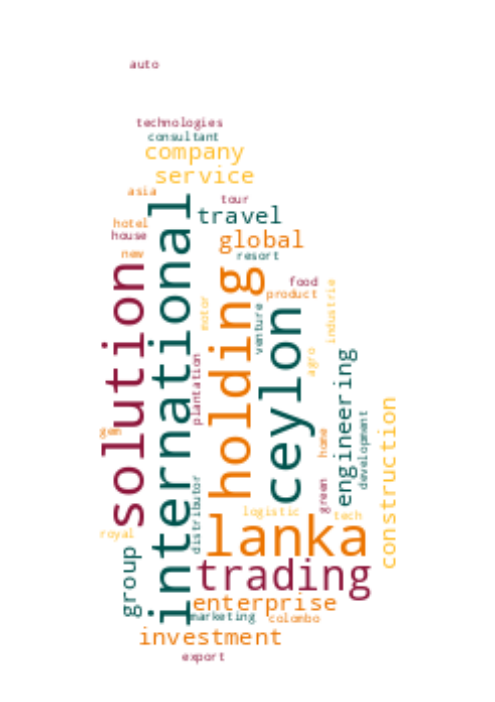 auto
technologies
consultant
company
service
asia
tour
travel
hotel
house
global
new
resort
international
solution
holding
food
product
ceylon
motor
venture
industrie
agro
plantation
engineering
gem
home
development
construction
green
distributor
logistic
tech
royal
lanka
group
trading
enterprise
marketing
colombo
investment
export